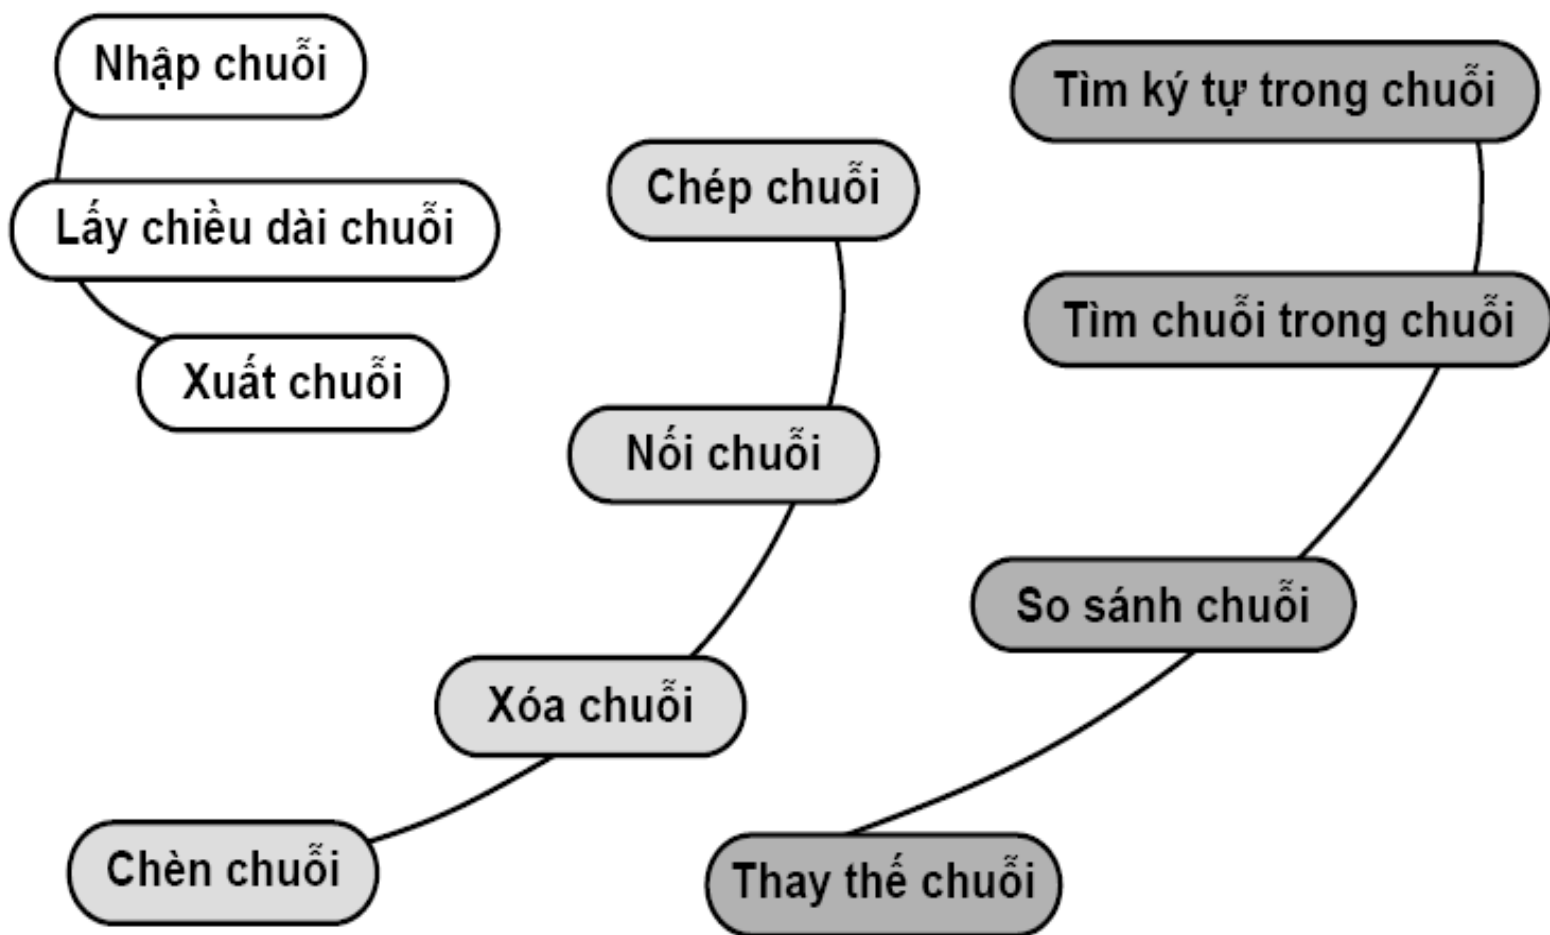 Nhập chuỗi
Lấy chiều dài chuỗi
Xuất chuỗi
Chép chuỗi
Nối chuỗi
Xóa chuỗi
Chèn chuỗi
Tìm ký tự trong chuỗi
Tìm chuỗi trong chuỗi
So sánh chuỗi
Thay thế chuỗi